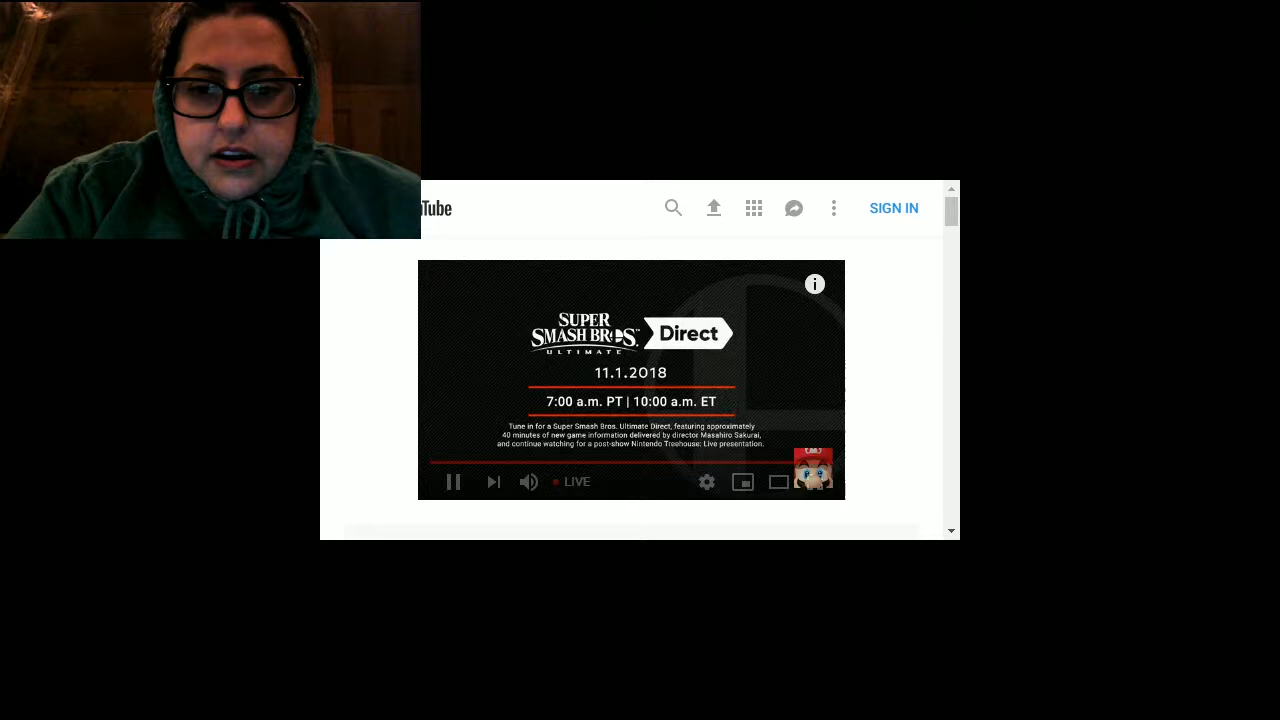 Tube
SIGN IN
i
SUPER
SMASH BROS.™
ULTIMATE
Direct
11.1.2018
7:00 a.m. PT | 10:00 a.m. ET
Tune in for a Super Smash Bros. Ultimate Direct, featuring approximately
40 minutes of new game information delivered by director Masahiro Sakurai,
and continue watching for a post-show Nintendo Treehouse: Live presentation.
LIVE